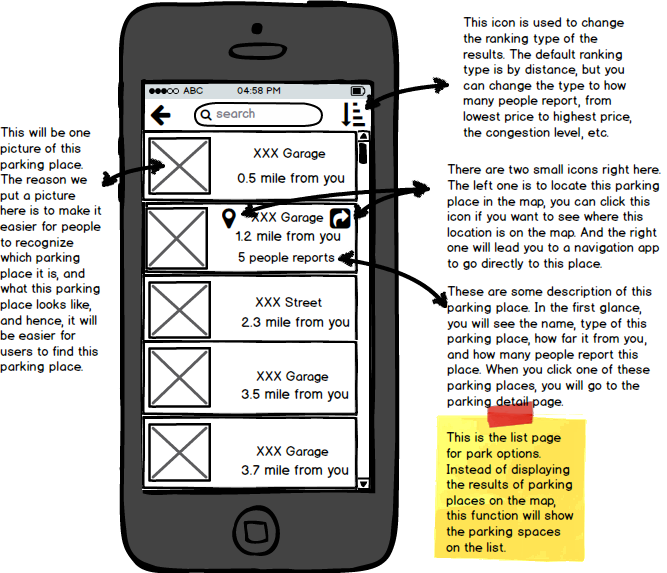 This icon is used to change
the ranking type of the
results. The default ranking
type is by distance, but you
can change the type to how
many people report, from
lowest price to highest price,
the congestion level, etc.
ABC
04:58 PM
search
This will be one
picture of this
parking place.
The reason we
put a picture
here is to make it
easier for people
to recognize
which parking
place it is, and
what this parking
place looks like,
and hence, it will
be easier for
users to find this
parking place.
XXX Garage
0.5 mile from you
XXX Garage
1.2 mile from you
5 people reports
XXX Street
2.3 mile from you
XXX Garage
3.5 mile from you
XXX Garage
3.7 mile from you
There are two small icons right here.
The left one is to locate this parking
place in the map, you can click this
icon if you want to see where this
location is on the map. And the right
one will lead you to a navigation app
to go directly to this place.
These are some description of this
parking place. In the first glance,
you will see the name, type of this
parking place, how far it from you,
and how many people report this
place. When you click one of these
parking places, you will go to the
parking detail page.
This is the list page
for park options.
Instead of displaying
the results of parking
places on the map,
this function will show
the parking spaces
on the list.